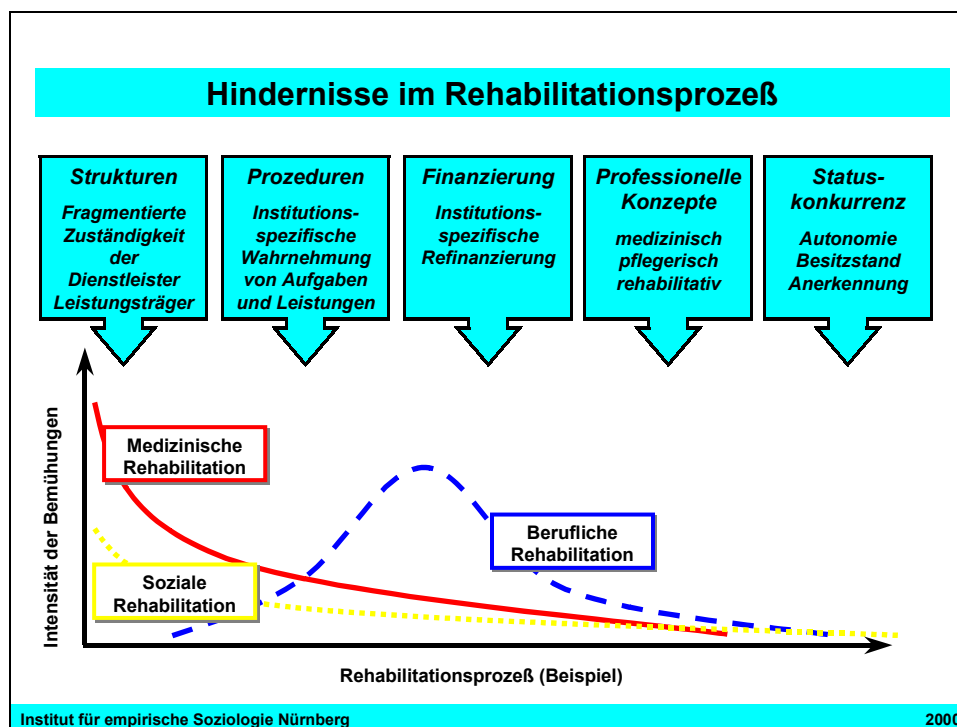 Hindernisse im Rehabilitationsprozeß
Strukturen
Fragmentierte
Zuständigkeit
der
Dienstleister
Leistungsträger
Prozeduren
Institutions-
spezifische
Wahrnehmung
von Aufgaben
und Leistungen
Finanzierung
Institutions-
spezifische
Refinanzierung
Professionelle
Konzepte
medizinisch
pflegerisch
rehabilitativ
Status-
konkurrenz
Autonomie
Besitzstand
Anerkennung
Intensität der Bemühungen
Medizinische
Rehabilitation
Berufliche
Rehabilitation
Soziale
Rehabilitation
Rehabilitationsprozeß (Beispiel)
Institut für empirische Soziologie Nürnberg
2000